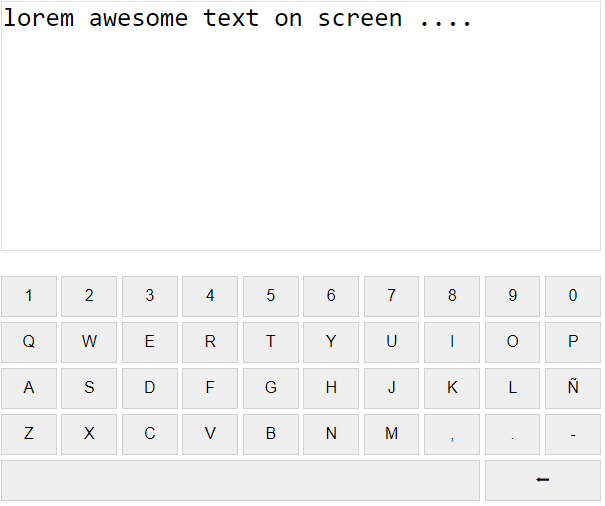 lorem awesome text on screen ....
1 2 3 4 5 6 7 8 9 0
Q W E R T Y U I O P
A S D F G H J K L Ñ
Z X C V B N M , . -
←